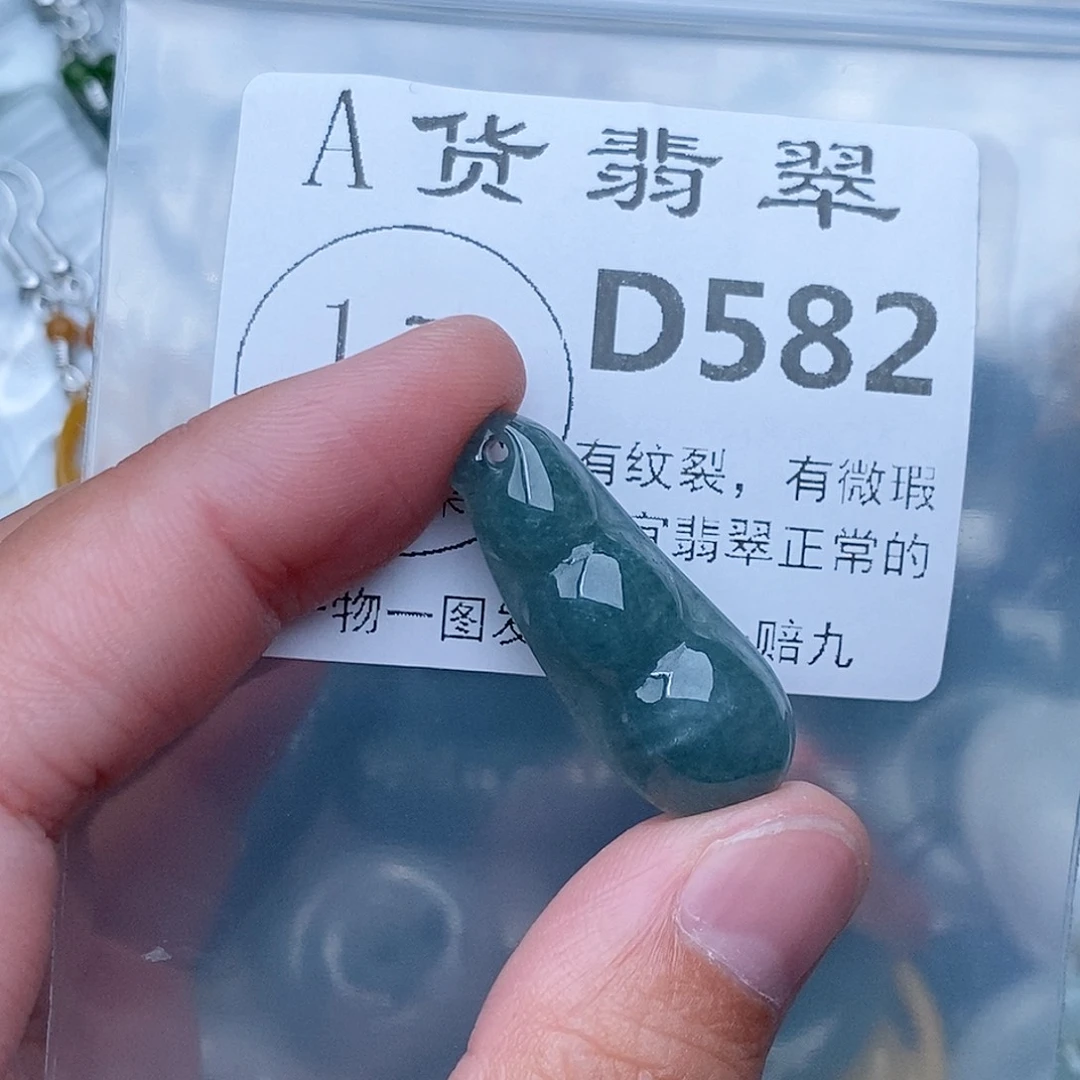 A货翡翠
D582
有纹裂，有微瑕
翡翠正常的
物一图
赔九